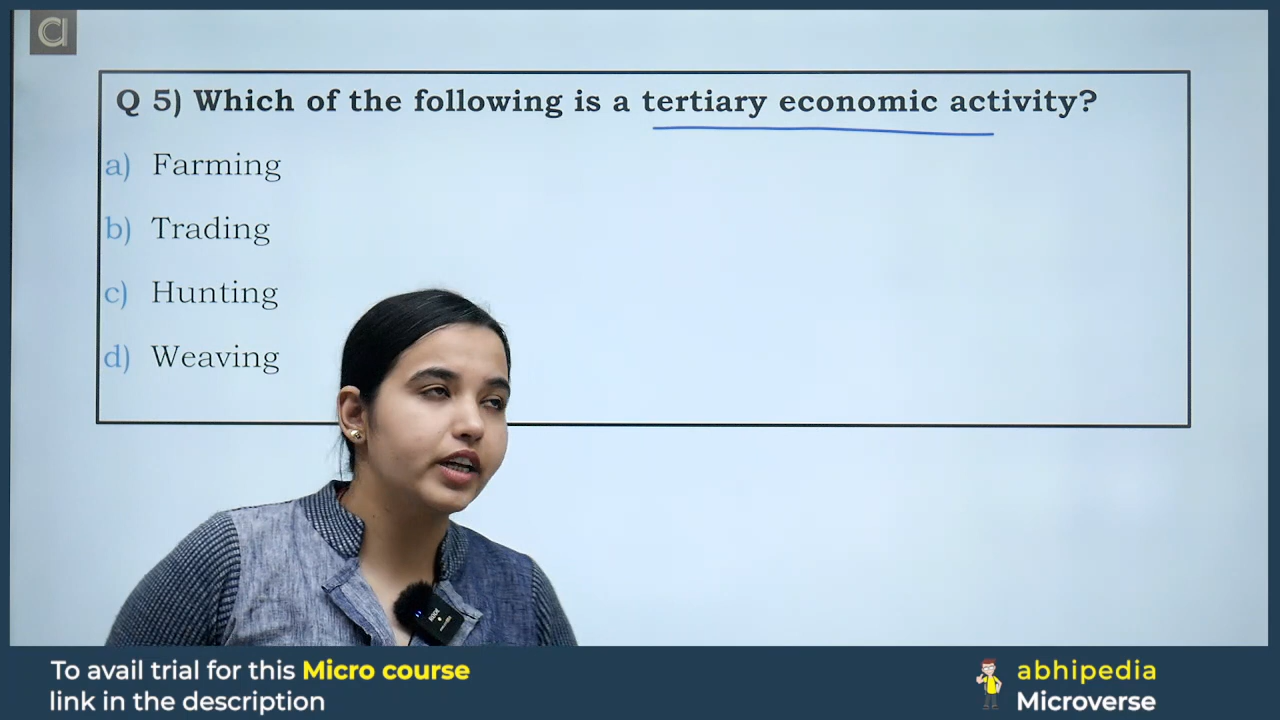 Q 5) Which of the following is a tertiary economic activity?
a) Farming
b) Trading
c) Hunting
d) Weaving
To avail trial for this Micro course
link in the description
abhipedia
Microverse